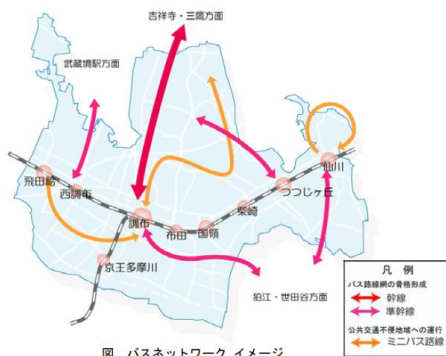 吉祥寺・三鷹方面
武蔵境駅方面
仙川
つつじヶ丘
飛田給
西調布
柴崎
調布
布田
国領
京王多摩川
狛江・世田谷方面
凡 例
バス路線網の骨格形成
幹線
準幹線
公共交通不便地域への運行
ミニバス路線
図 バスネットワーク イメージ